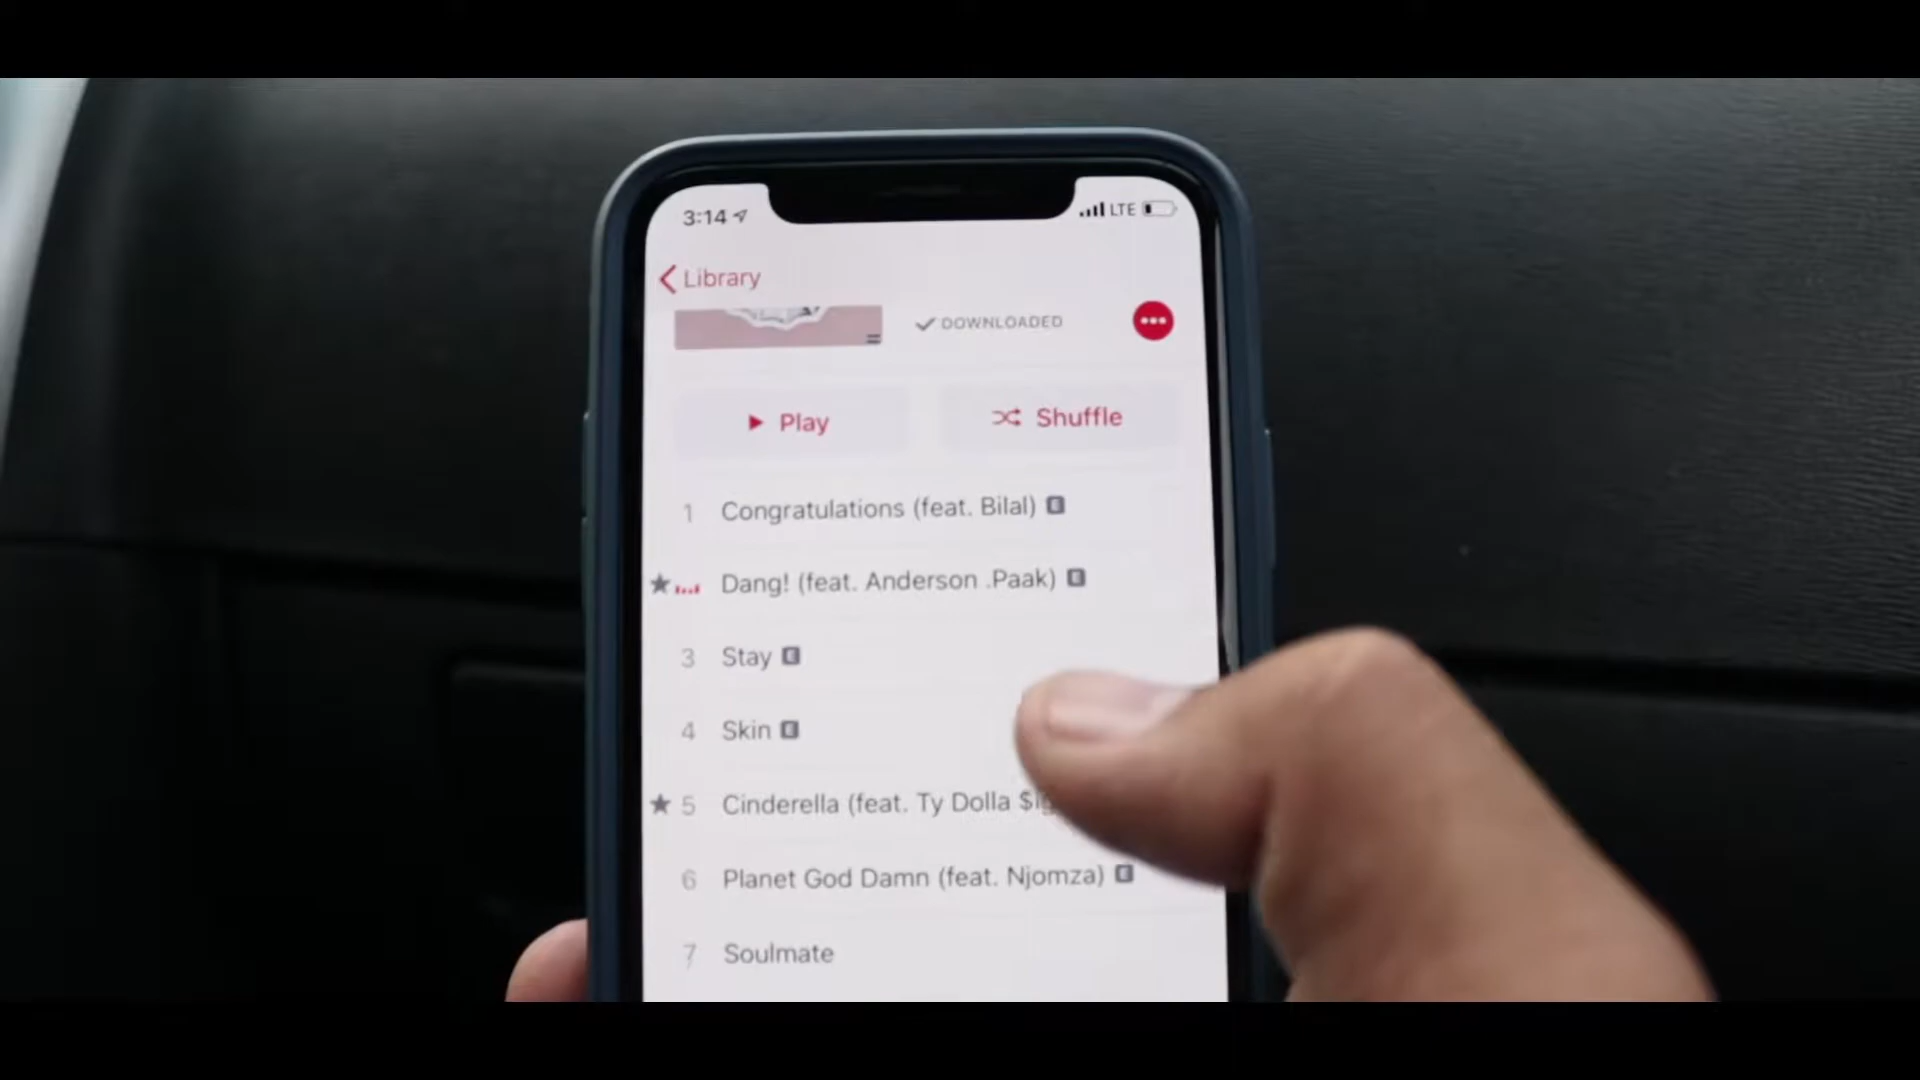 3:14 LTE
Library
DOWNLOADED
Play Shuffle
1 Congratulations (feat. Bilal) E
Dang! (feat. Anderson .Paak) E
3 Stay E
4 Skin E
5 Cinderella (feat. Ty Dolla
6 Planet God Damn (feat. Njomza) E
7 Soulmate